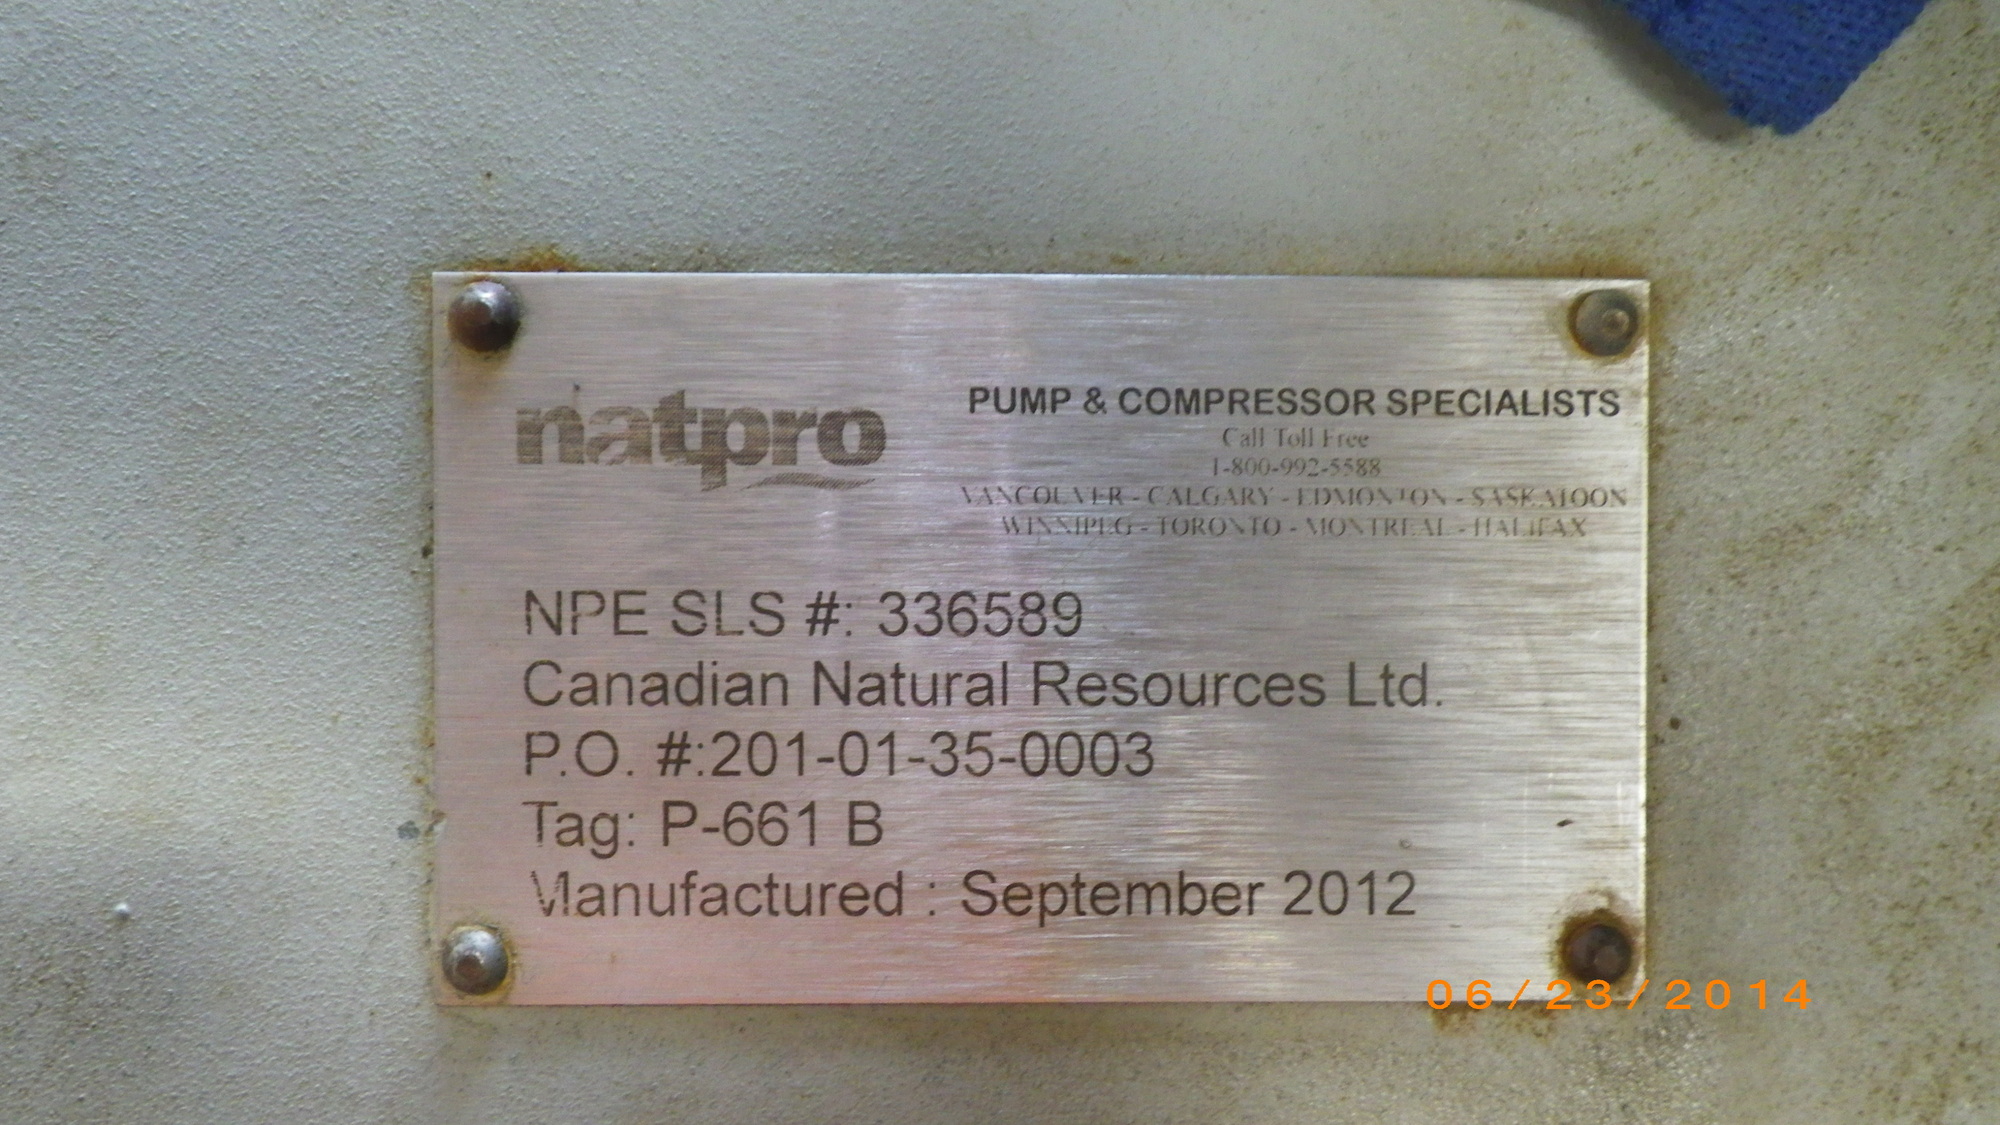 natpro
PUMP & COMPRESSOR SPECIALISTS
Call Toll Free
1-800-992-5588
VANCOUVER - CALGARY - EDMONTON - SASKATOON
WINNIPEG - TORONTO - MONTREAL - HALIFAX
NPE SLS #: 336589
Canadian Natural Resources Ltd.
P.O. #:201-01-35-0003
Tag: P-661 B
Manufactured : September 2012
06/23/2014